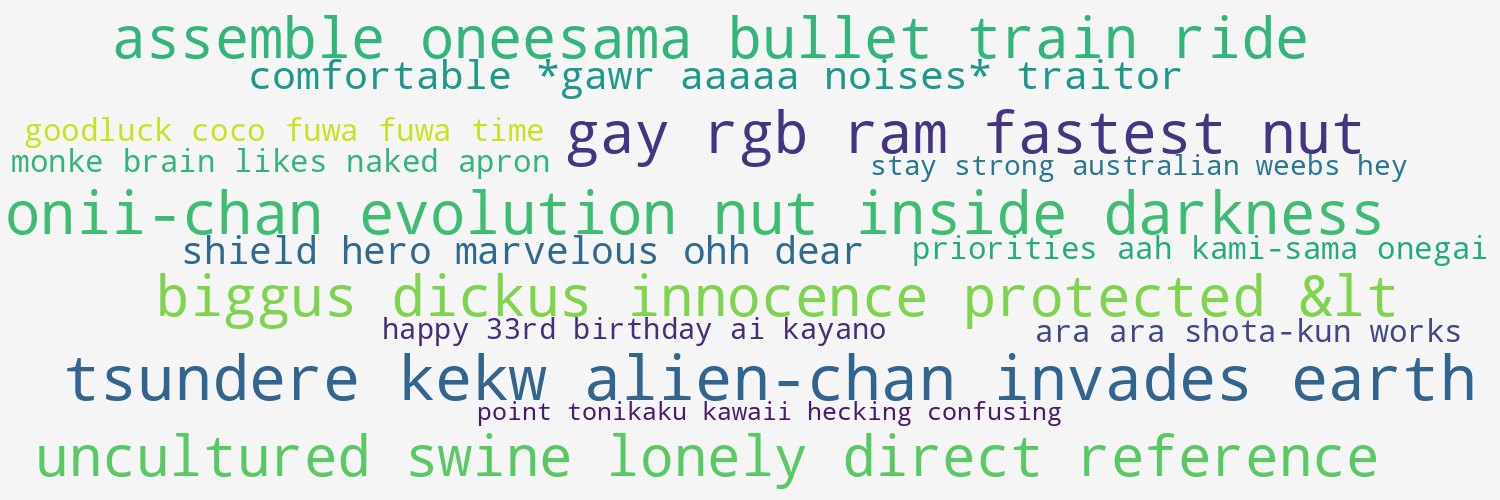 assemble oneesama bullet train ride
comfortable *gawr aaaaa noises* traitor
goodluck coco fuwa fuwa time
gay rgb ram fastest nut
monke brain likes naked apron
stay strong australian weebs hey
onii-chan evolution nut inside darkness
shield hero marvelous ohh dear
priorities aah kami-sama onegai
biggus dickus innocence protected &lt
happy 33rd birthday ai kayano
ara ara shota-kun works
tsundere kekw alien-chan invades earth
point tonikaku kawaii hecking confusing
uncultured swine lonely direct reference